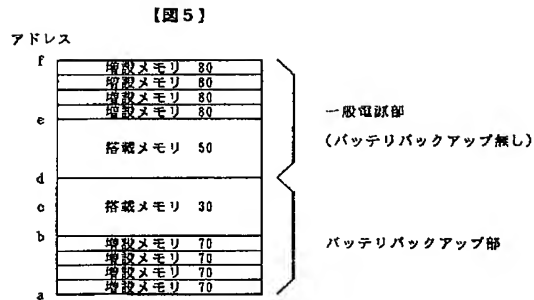 【図5】
アドレス
f
増設メモリ 80
増設メモリ 80
増設メモリ 80
増設メモリ 80
e
搭載メモリ 50
一般電源部
(バッテリバックアップ無し)
d
c
搭載メモリ 30
b
増設メモリ 70
増設メモリ 70
増設メモリ 70
増設メモリ 70
a
バッテリバックアップ部